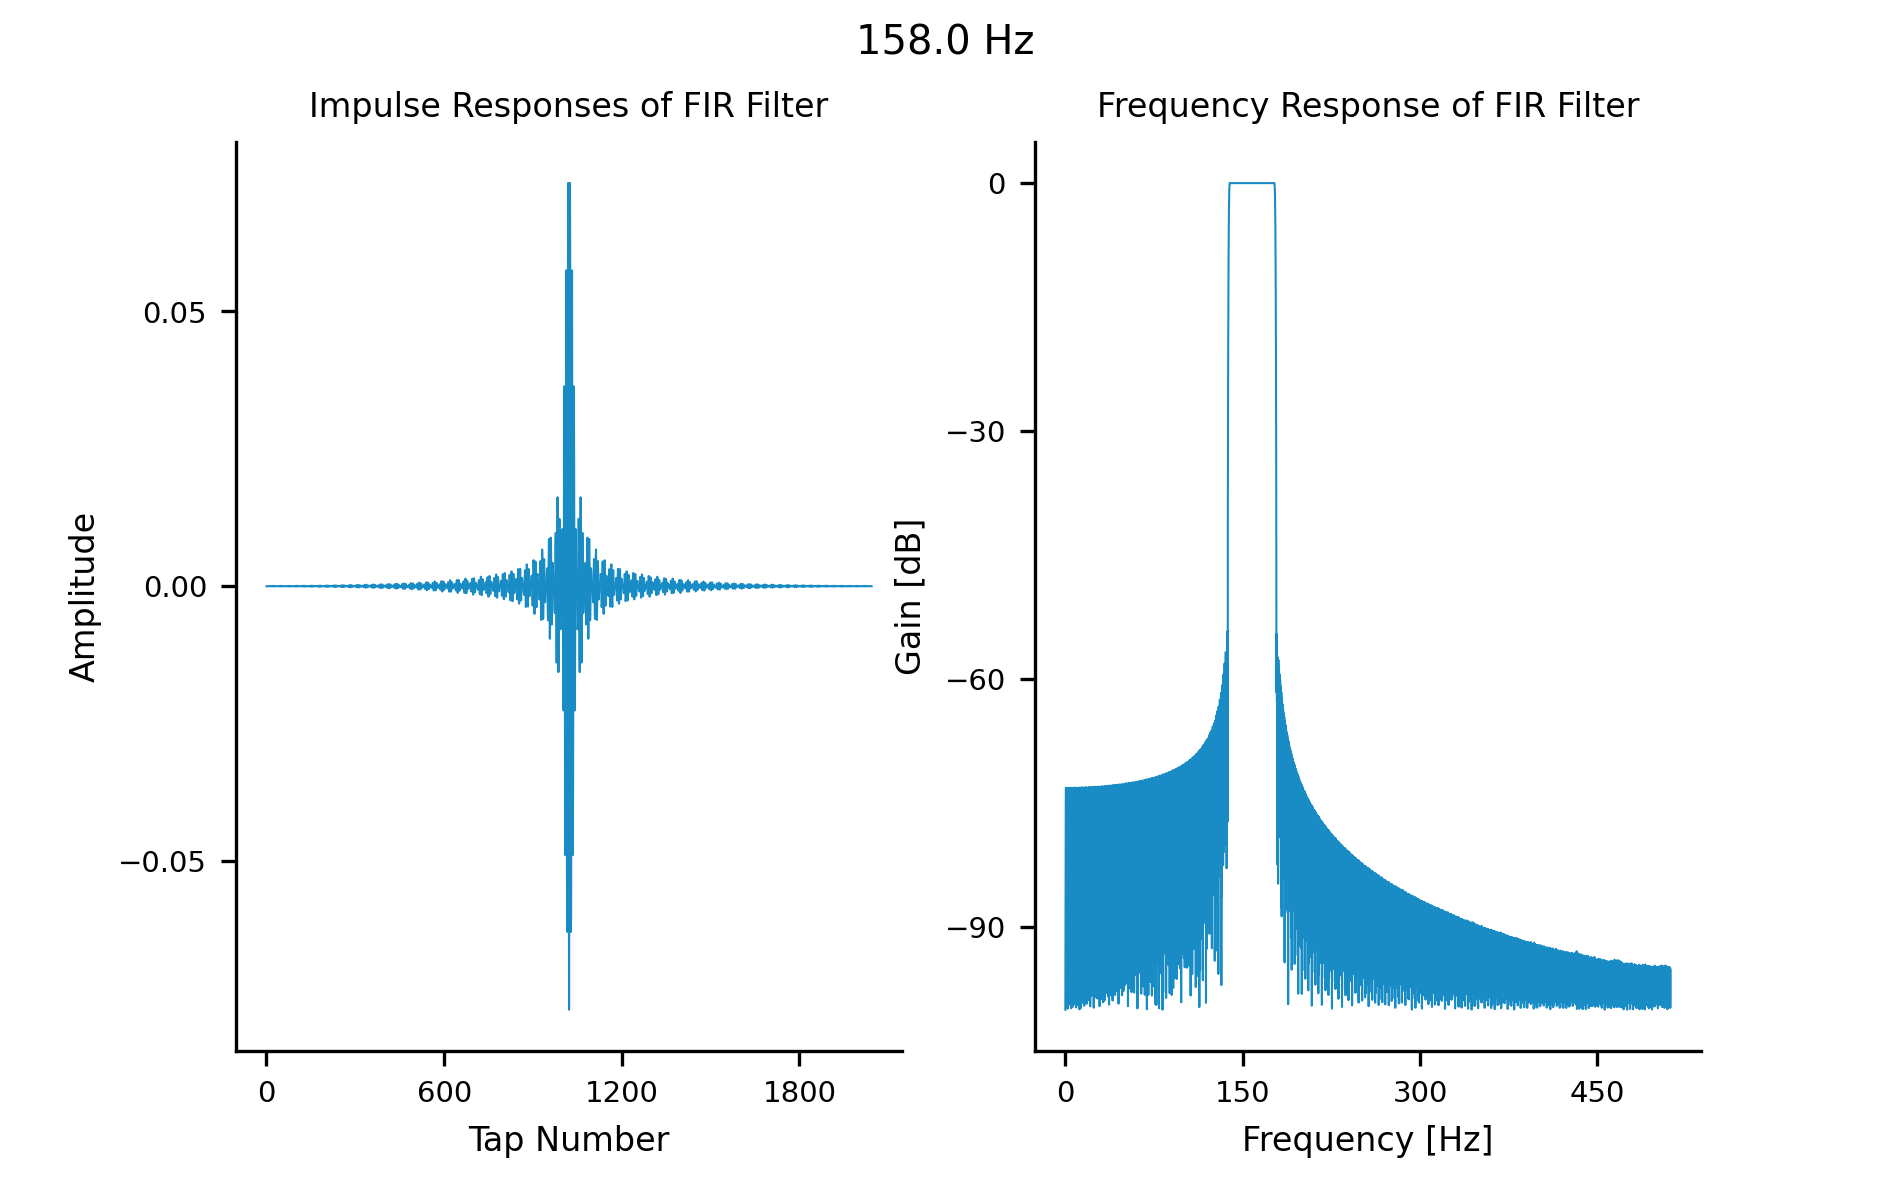 158.0 Hz
Impulse Responses of FIR Filter
Frequency Response of FIR Filter
0.05
0.00
−0.05
Amplitude
0
600
1200
1800
Tap Number
0
−30
−60
−90
Gain [dB]
0
150
300
450
Frequency [Hz]